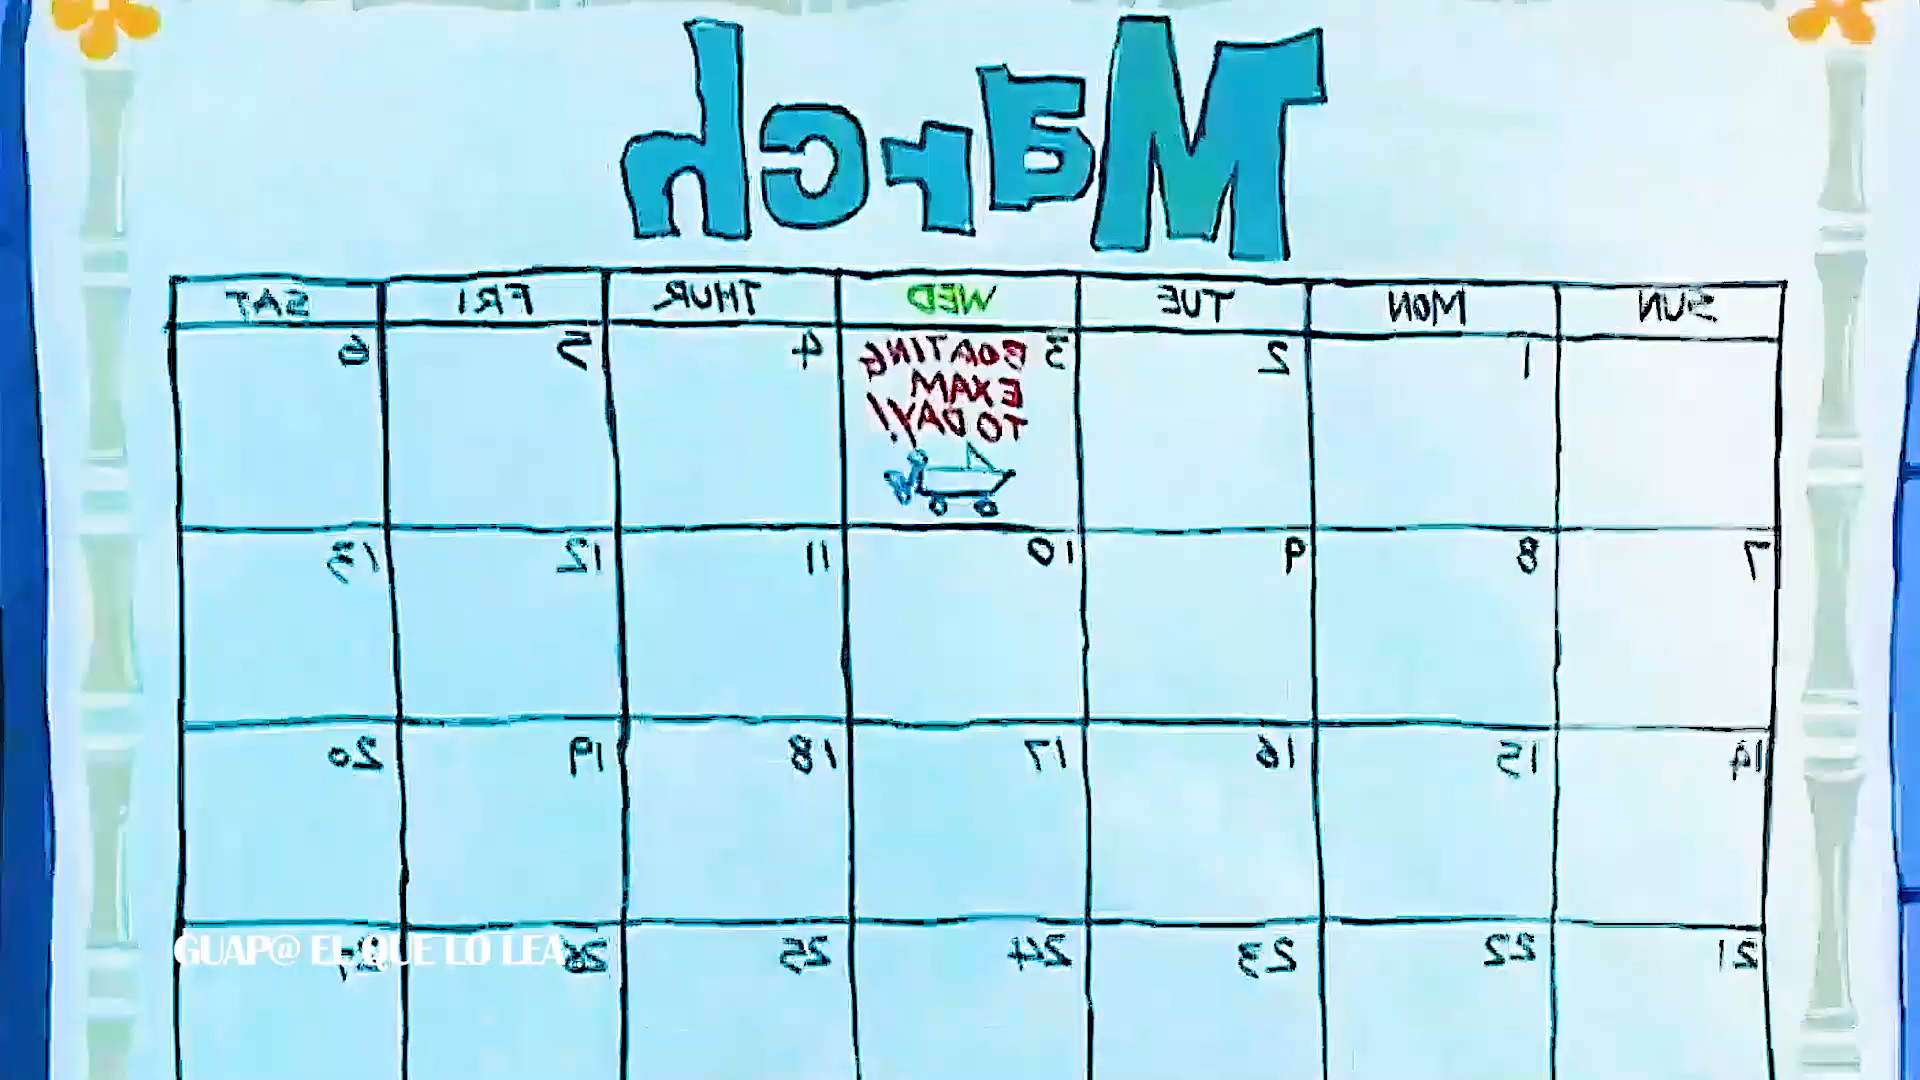 March
SUN MON TUE WED THUR FRI SAT
1 2 3 4 5 6
BOATING
EXAM
TODAY!
7 8 9 10 11 12 13
14 15 16 17 18 19 20
21 22 23 24 25 26 27
GUAP@ EL QUE LO LEA